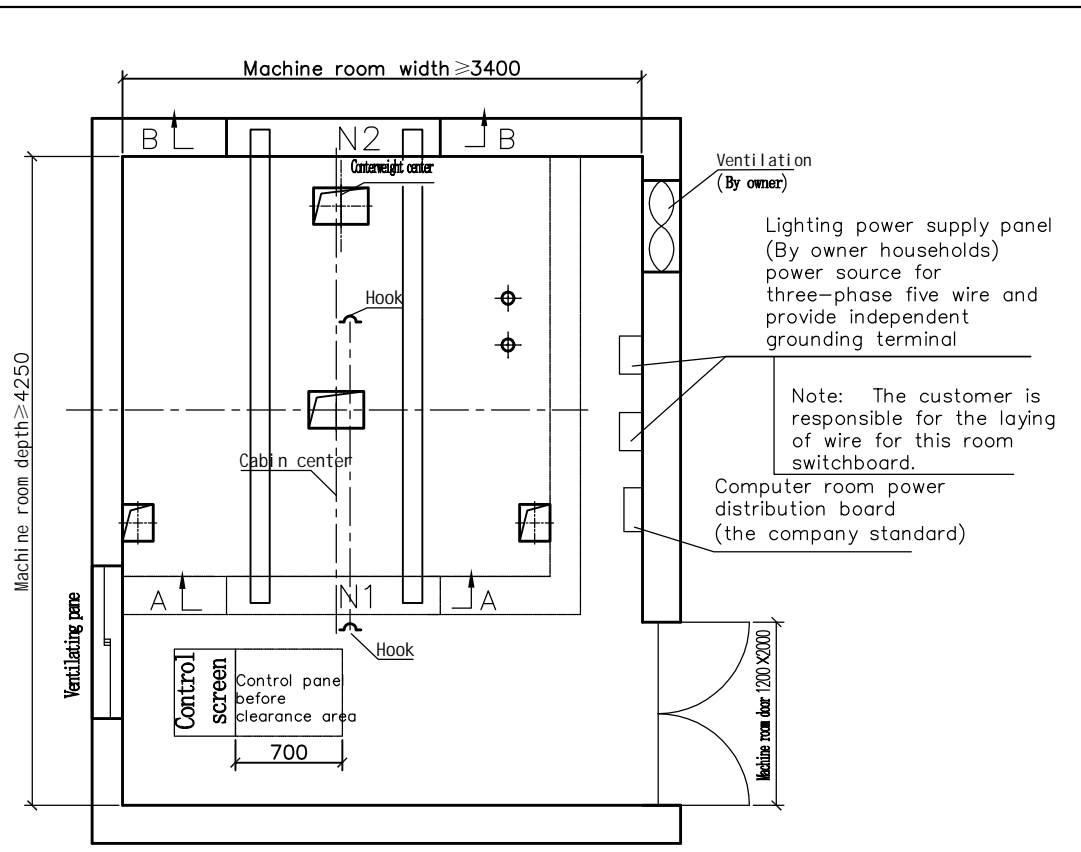 Machine room width≥3400
B
N2
B
Conterweight center
Ventilation
(By owner)
Lighting power supply panel
(By owner households)
power source for
three-phase five wire and
provide independent
grounding terminal
Hook
Machine room depth≥4250
Note: The customer is
responsible for the laying
of wire for this room
switchboard.
Cabin center
Computer room power
distribution board
(the company standard)
A
N1
A
Ventilating pane
Hook
Control
screen
Control panel
before
clearance area
700
Machine room door 1200X2000